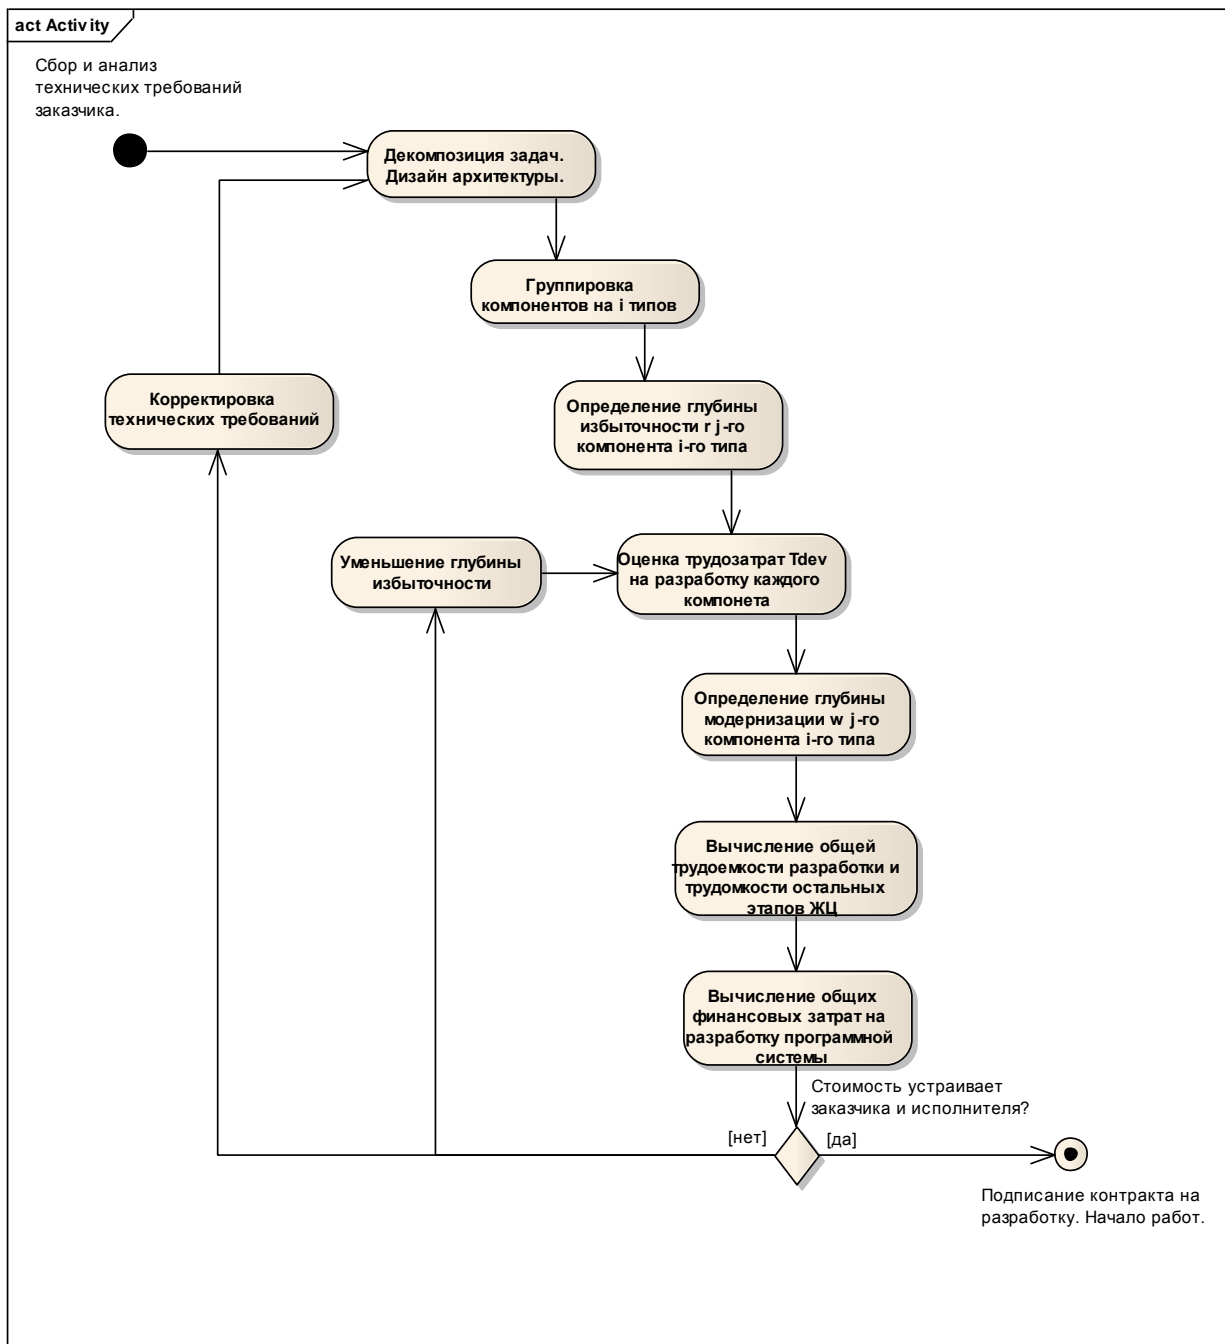 act Activity
Сбор и анализ
технических требований
заказчика.
Декомпозиция задач.
Дизайн архитектуры.
Группировка
компонентов на i типов
Корректировка
технических требований
Определение глубины
избыточности r j-го
компонента i-го типа
Уменьшение глубины
избыточности
Оценка трудозатрат Tdev
на разработку каждого
компонета
Определение глубины
модернизации w j-го
компонента i-го типа
Вычисление общей
трудоемкости разработки и
трудомкости остальных
этапов ЖЦ
Вычисление общих
финансовых затрат на
разработку программной
системы
Стоимость устраивает
заказчика и исполнителя?
[нет]
[да]
Подписание контракта на
разработку. Начало работ.